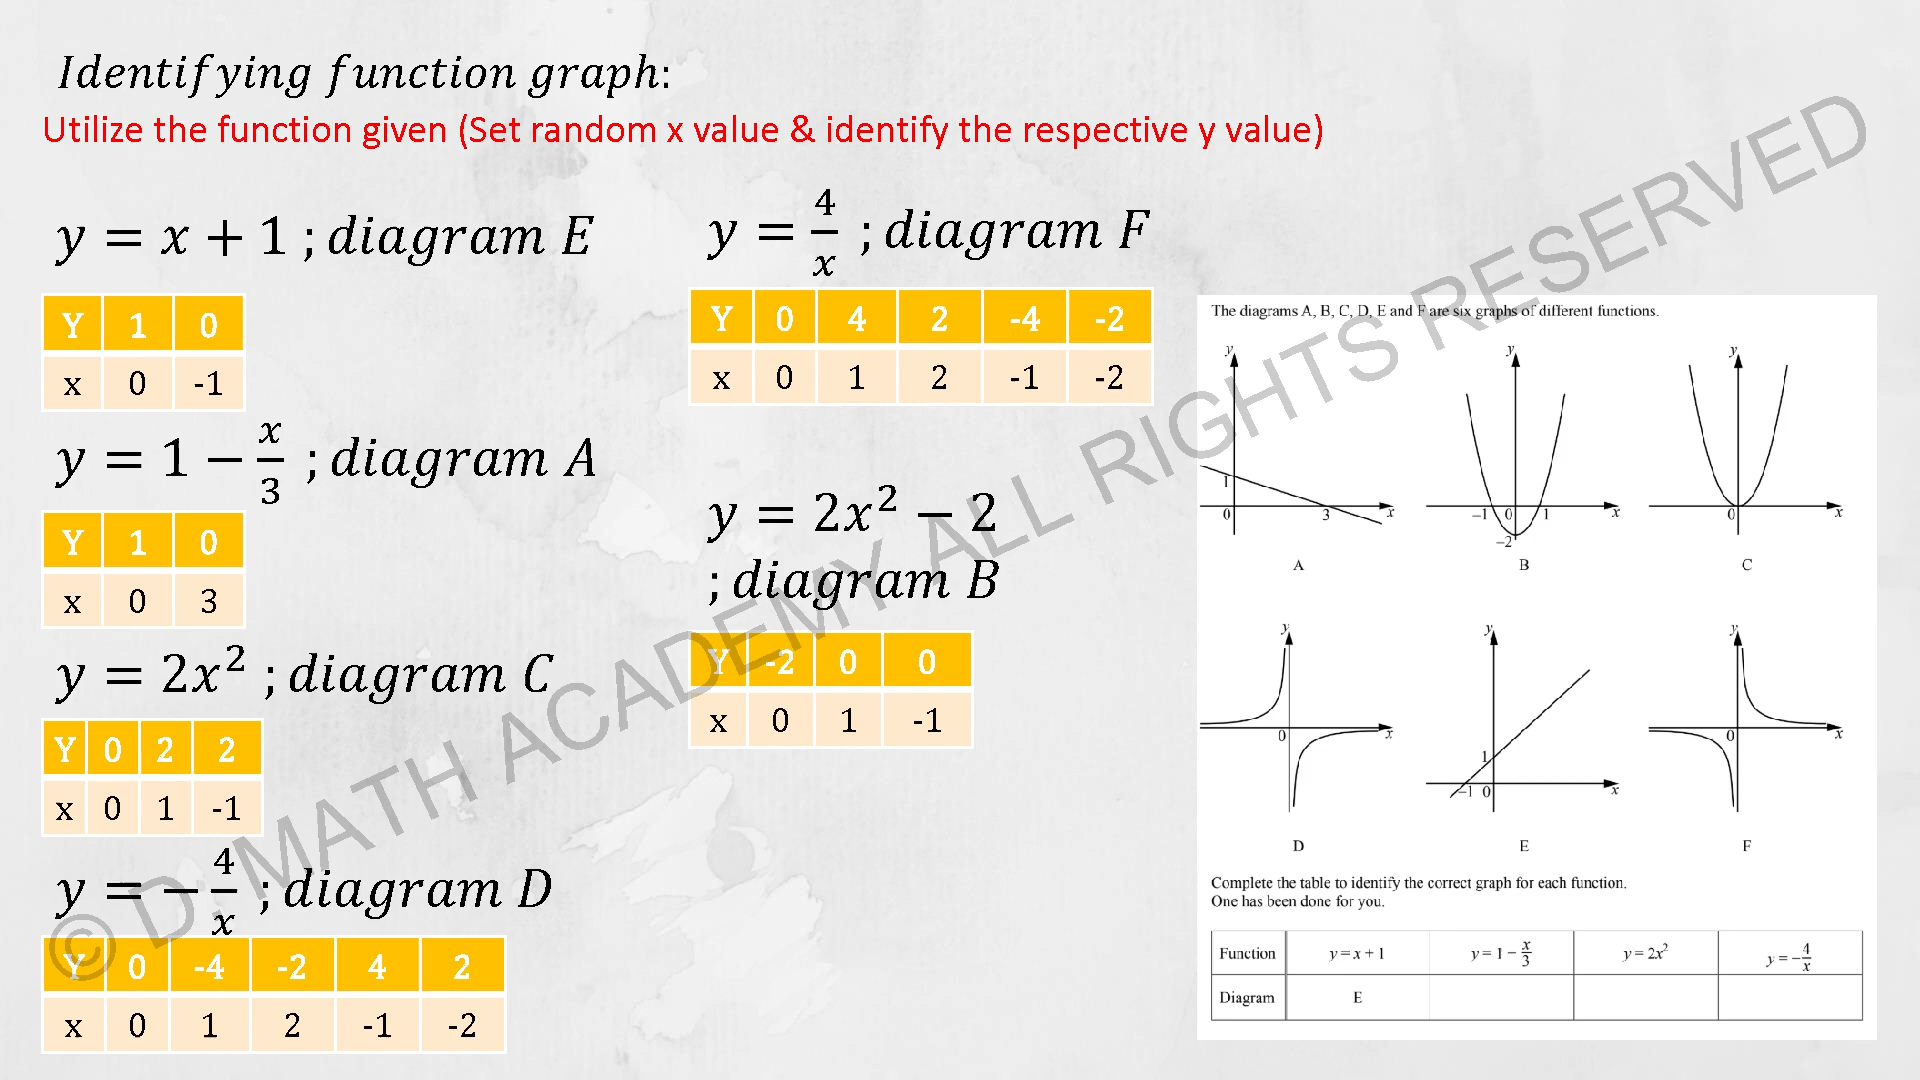 Identifying function graph:
Utilize the function given (Set random x value & identify the respective y value)
y = x + 1 ; diagram E
Y 1 0
x 0 -1
y = 1 − x/3 ; diagram A
Y 1 0
x 0 3
y = 2x² ; diagram C
Y 0 2 2
x 0 1 -1
y = − 4/x ; diagram D
Y 0 -4 -2 4 2
x 0 1 2 -1 -2
y = 4/x ; diagram F
Y 0 4 2 -4 -2
x 0 1 2 -1 -2
y = 2x² − 2
; diagram B
Y -2 0 0
x 0 1 -1
The diagrams A, B, C, D, E and F are six graphs of different functions.
y y y
1
0 3 x −1 0 1 x 0 x
−2
A B C
y y y
0 x 1 0 x
−1 0 x
D E F
Complete the table to identify the correct graph for each function.
One has been done for you.
Function y = x + 1 y = 1 − x/3 y = 2x² y = − 4/x
Diagram E
© D. MATH ACADEMY ALL RIGHTS RESERVED